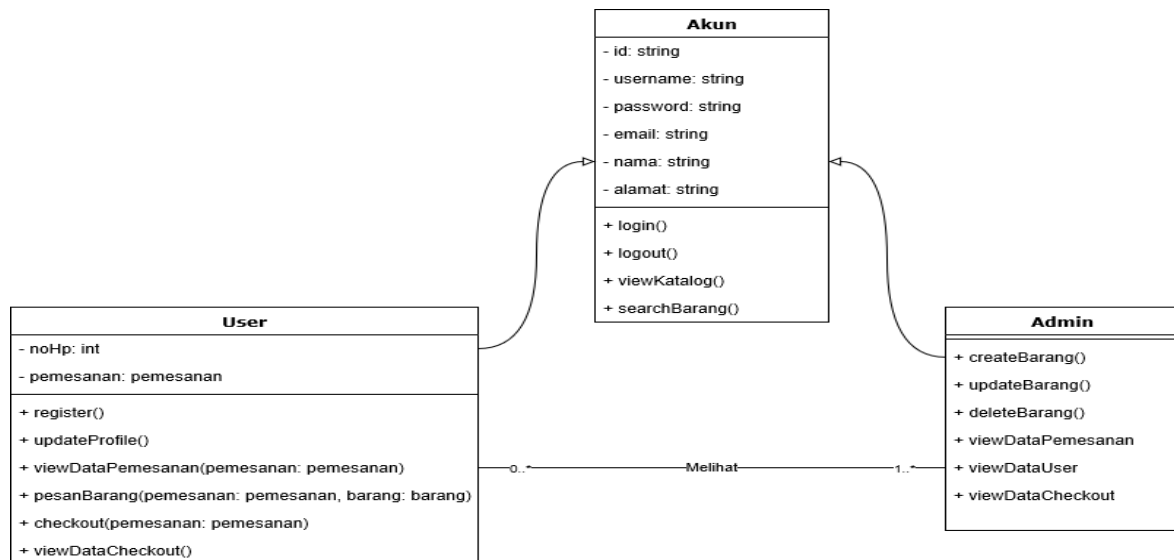 Akun
- id: string
- username: string
- password: string
- email: string
- nama: string
- alamat: string
+ login()
+ logout()
+ viewKatalog()
+ searchBarang()
User
- noHp: int
- pemesanan: pemesanan
+ register()
+ updateProfile()
+ viewDataPemesanan(pemesanan: pemesanan)
+ pesanBarang(pemesanan: pemesanan, barang: barang)
+ checkout(pemesanan: pemesanan)
+ viewDataCheckout()
0..* Melihat 1..*
Admin
+ createBarang()
+ updateBarang()
+ deleteBarang()
+ viewDataPemesanan
+ viewDataUser
+ viewDataCheckout